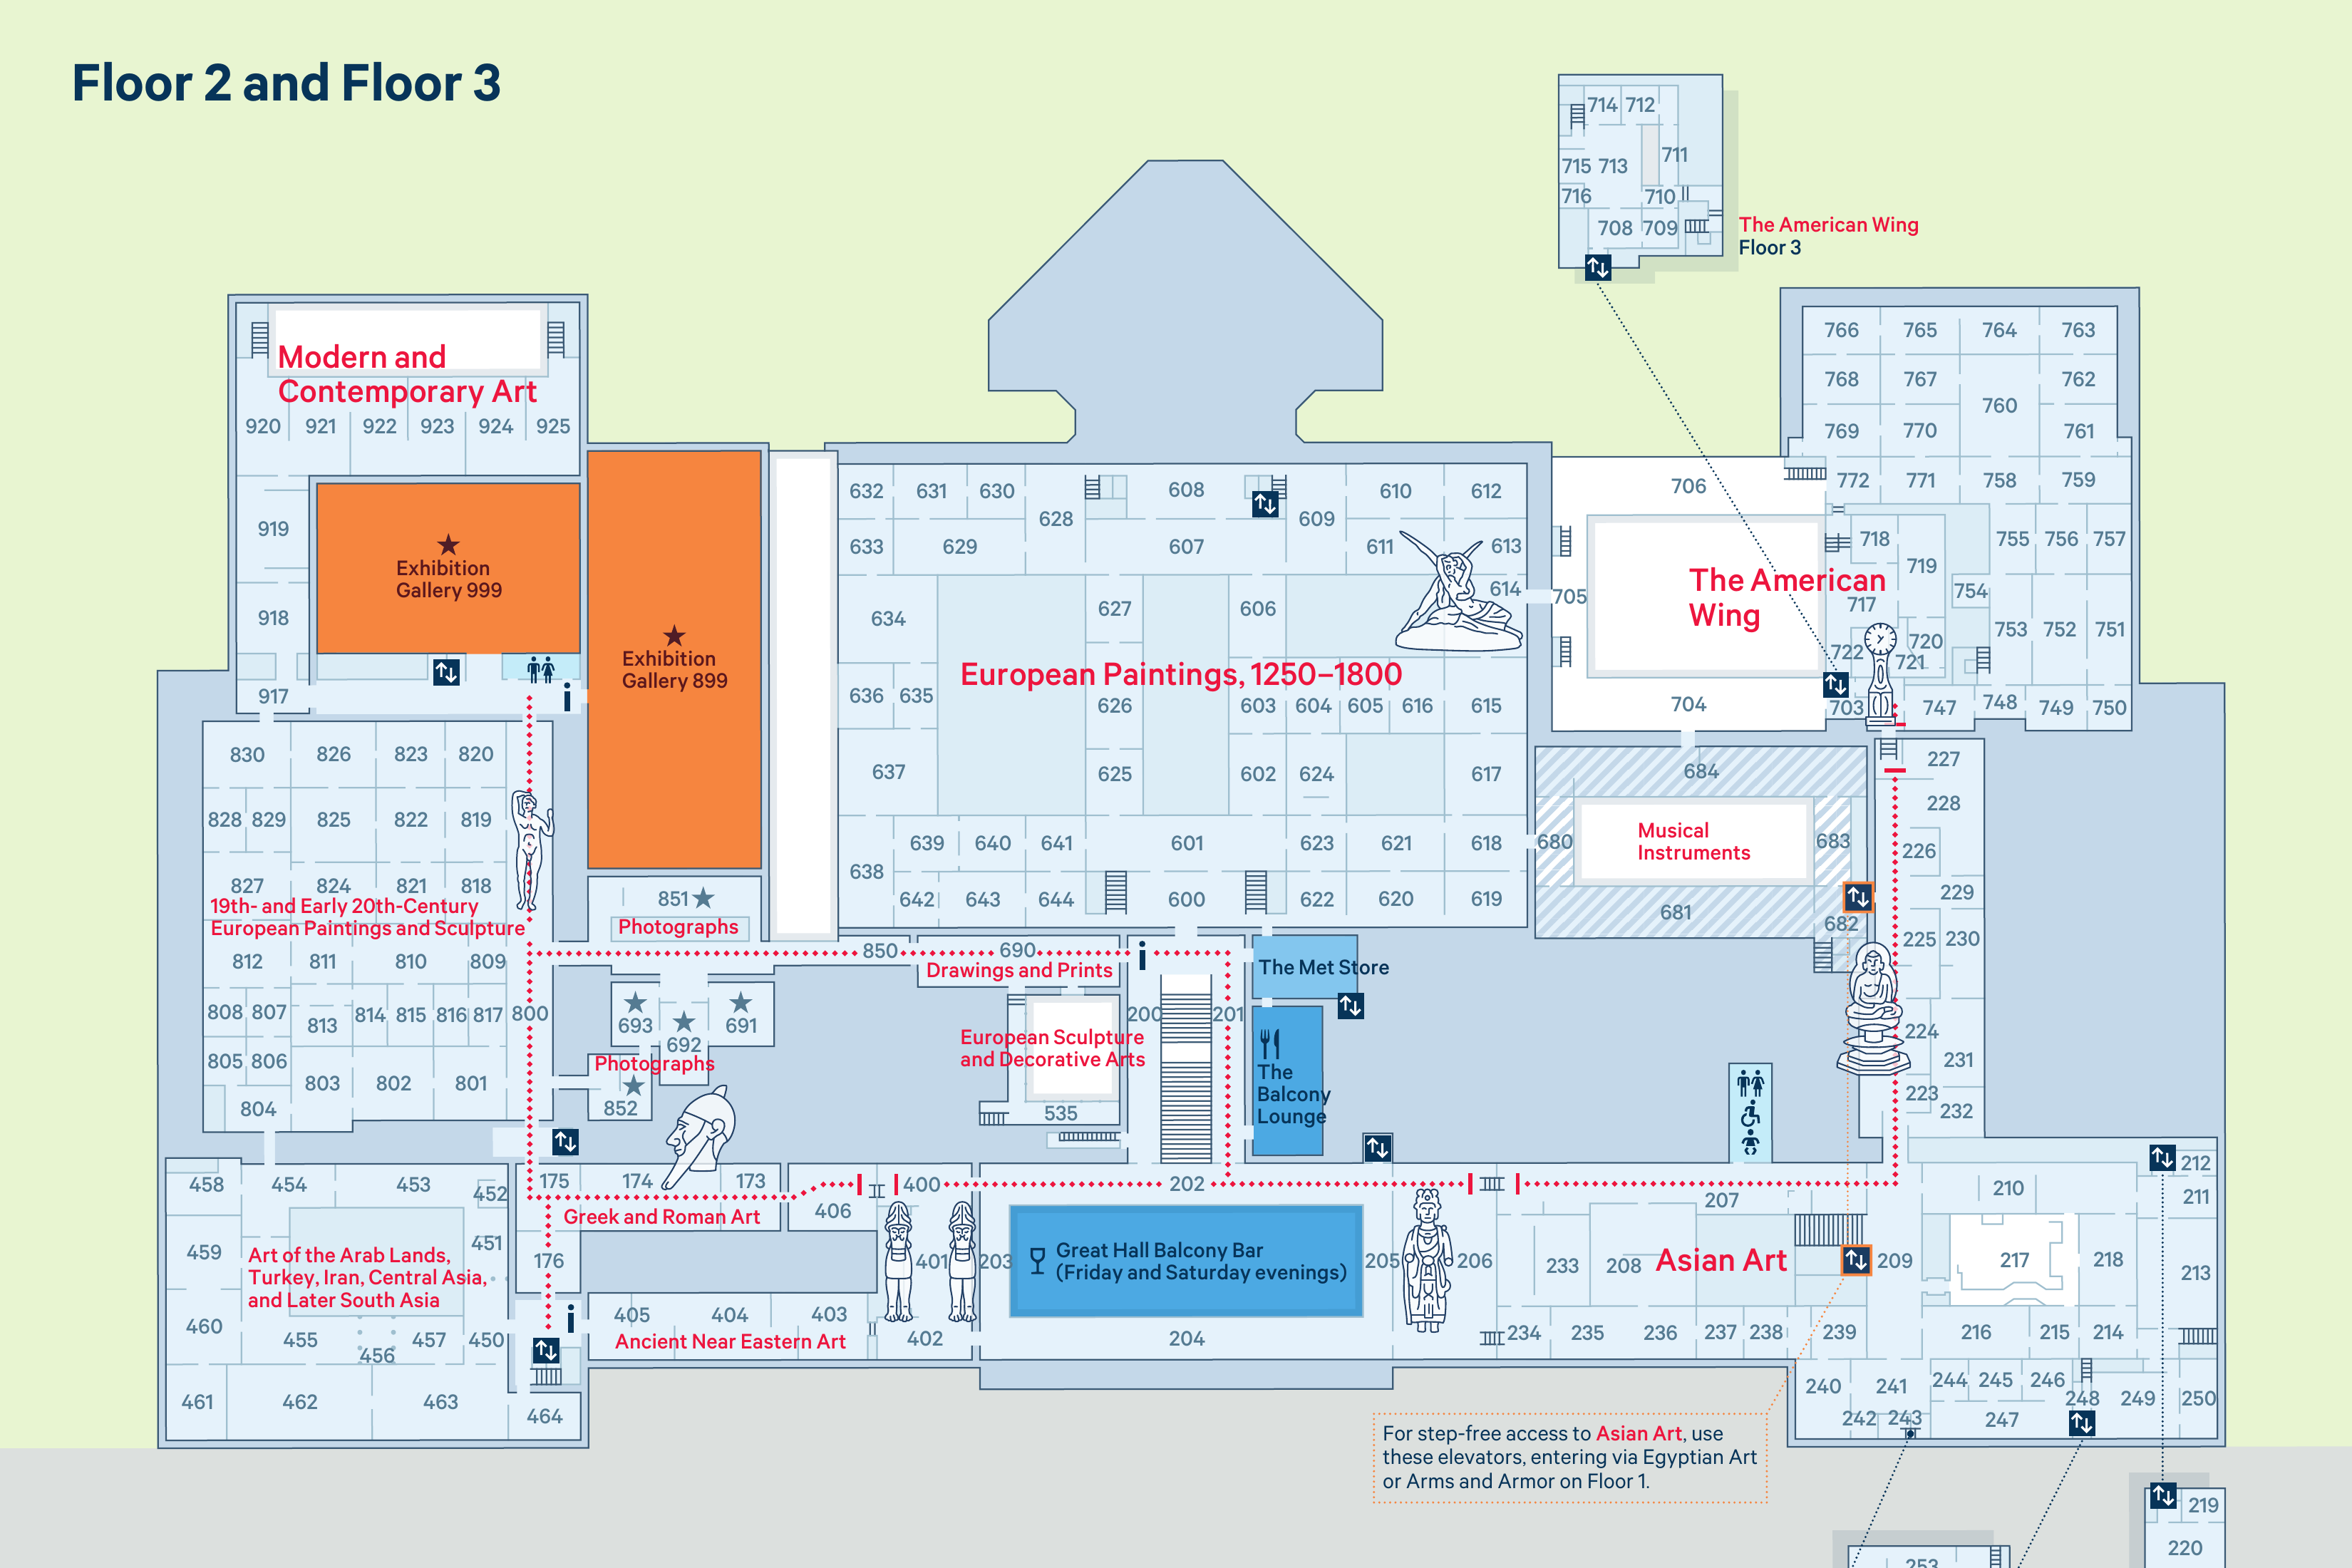 Floor 2 and Floor 3
714 712
711
715 713
716 710
708 709
The American Wing
Floor 3
Modern and
Contemporary Art
920 921 922 923 924 925
919
918
917
Exhibition
Gallery 999
i
Exhibition
Gallery 899
632 631 630 628 608 609 610 612
633 629 607 611 613
614
634 627 606
European Paintings, 1250–1800
636 635 626 603 604 605 616 615
637 625 602 624 617
639 640 641 601 623 621 618
638
642 643 644 600 622 620 619
766 765 764 763
768 767 760 762
769 770 761
772 771 758 759
706
705
704
The American
Wing
718 719 755 756 757
717 754
722 720 721 753 752 751
703 747 748 749 750
684
680 683
Musical
Instruments
681 682
227
228
226
229
225 230
224
231
223
232
830 826 823 820
828 829 825 822 819
827 824 821 818
19th- and Early 20th-Century
European Paintings and Sculpture
812 811 810 809
808 807 813 814 815 816 817 800
805 806
803 802 801
804
851
Photographs
850 690
Drawings and Prints
i
693 692 691
Photographs
852
European Sculpture
and Decorative Arts
535
200 201
The Met Store
The
Balcony
Lounge
458 454 453 452
459 451
Art of the Arab Lands,
Turkey, Iran, Central Asia,
and Later South Asia
460 455 456 457 450
461 462 463 464
175 174 173
Greek and Roman Art
176
406 400
401
i
405 404 403 402
Ancient Near Eastern Art
202
203 205 206
Great Hall Balcony Bar
(Friday and Saturday evenings)
204
207
233 208 Asian Art 209
234 235 236 237 238 239
210 212
211
217 218 213
216 215 214
240 241 244 245 246 248 249 250
242 243 247
For step-free access to Asian Art, use
these elevators, entering via Egyptian Art
or Arms and Armor on Floor 1.
219
220
253